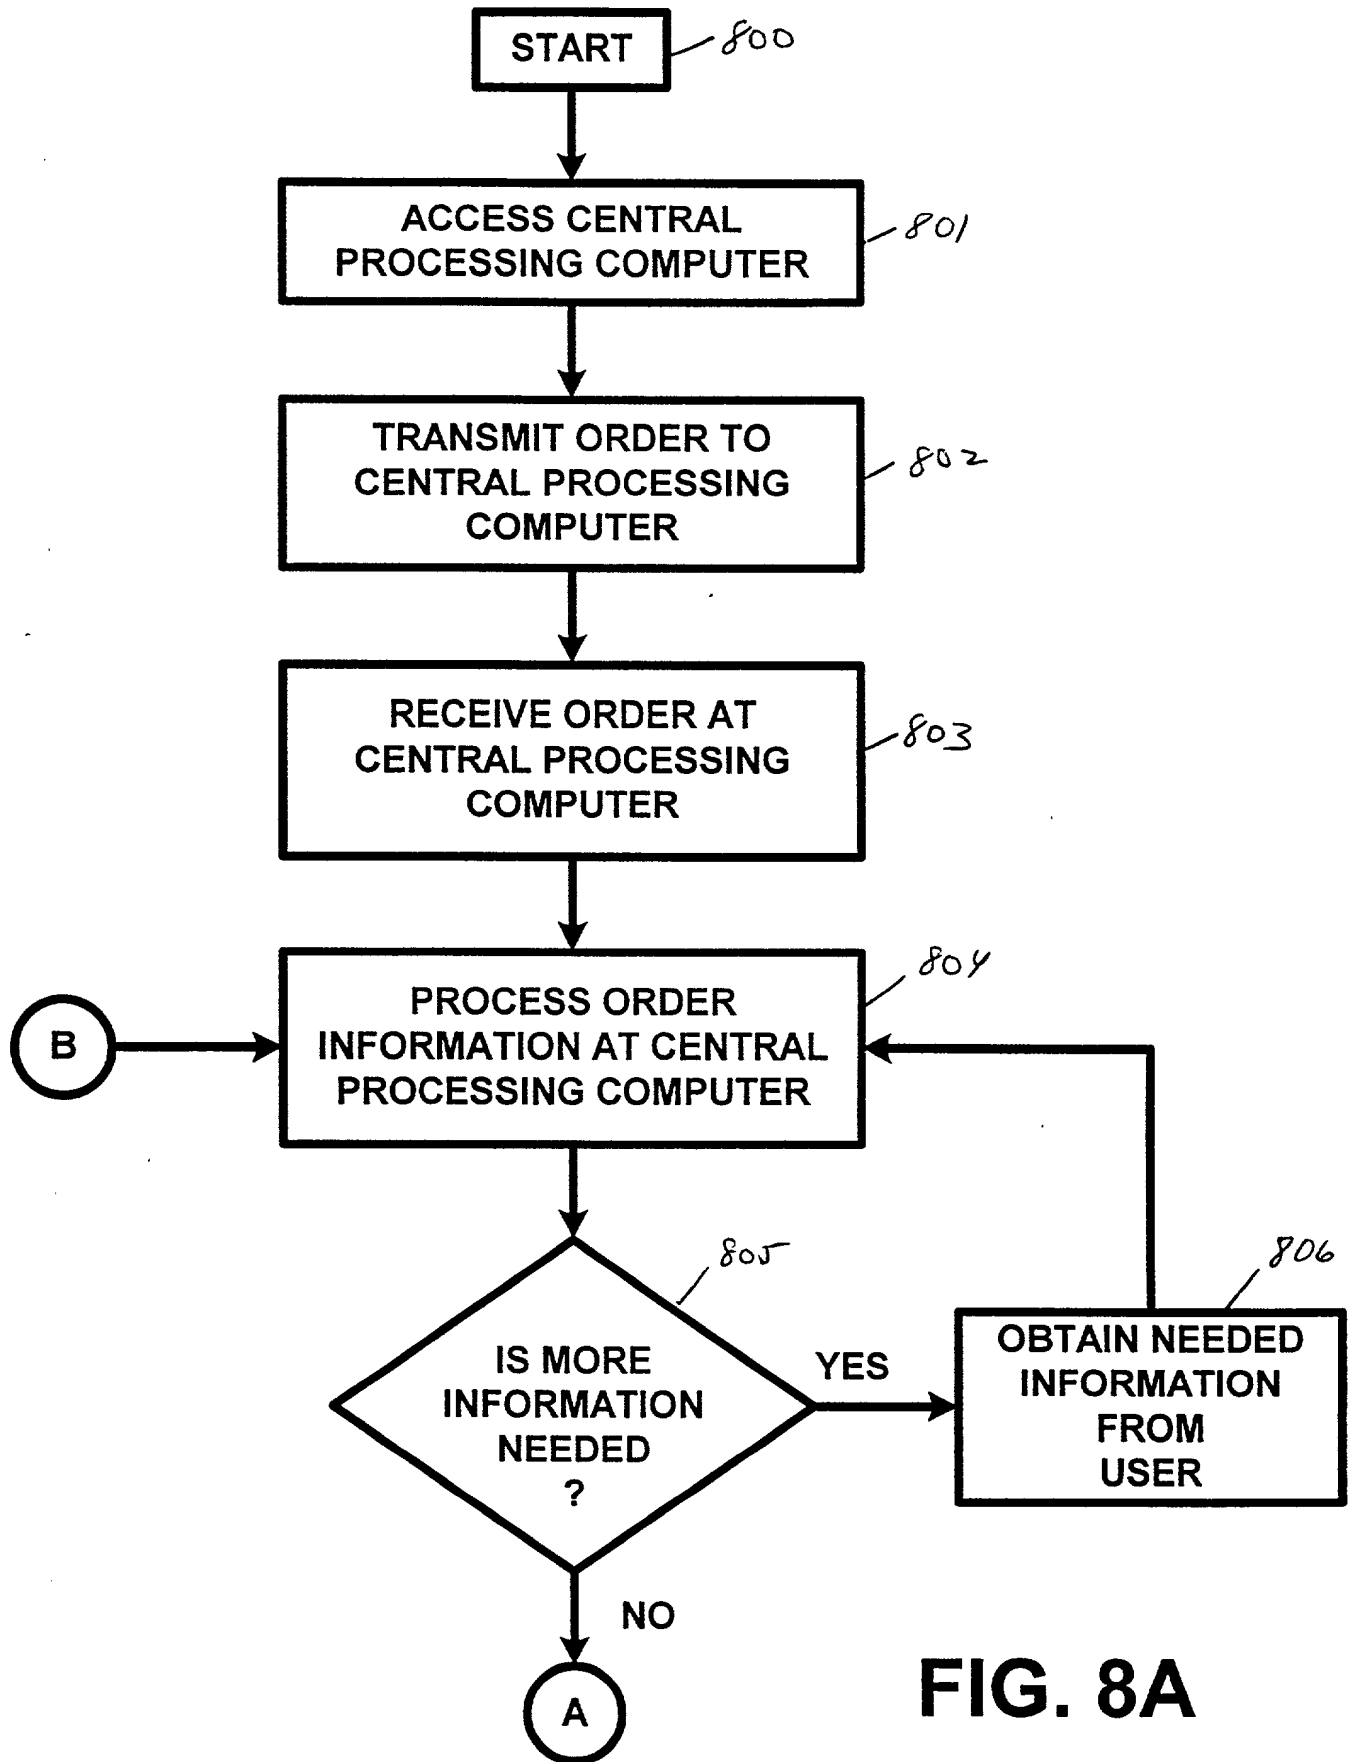 START
800
ACCESS CENTRAL
PROCESSING COMPUTER
801
TRANSMIT ORDER TO
CENTRAL PROCESSING
COMPUTER
802
RECEIVE ORDER AT
CENTRAL PROCESSING
COMPUTER
803
PROCESS ORDER
INFORMATION AT CENTRAL
PROCESSING COMPUTER
804
B
IS MORE
INFORMATION
NEEDED
?
805
YES
OBTAIN NEEDED
INFORMATION
FROM
USER
806
NO
A
FIG. 8A